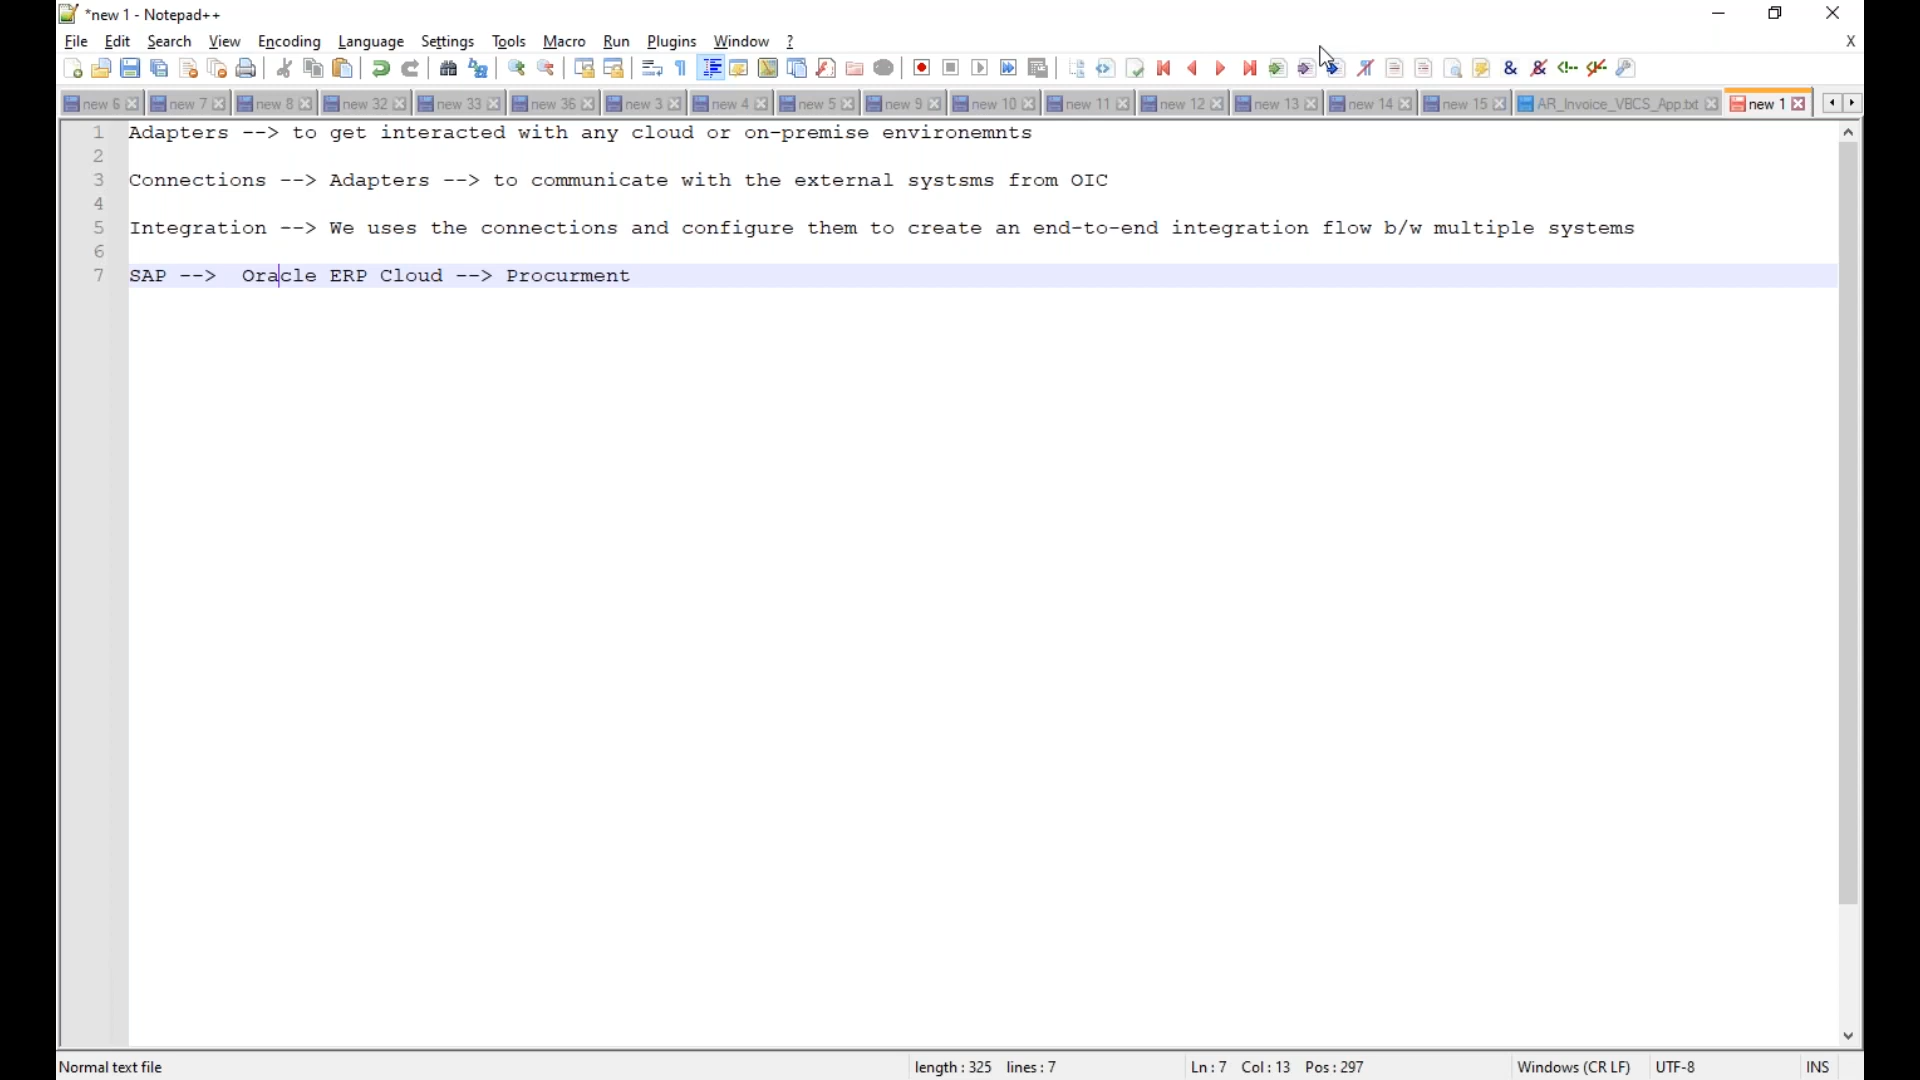 *new 1 - Notepad++
File Edit Search View Encoding Language Settings Tools Macro Run Plugins Window ? X
new 6 new 7 new 8 new 32 new 33 new 36 new 3 new 4 new 5 new 9 new 10 new 11 new 12 new 13 new 14 new 15 AR_Invoice_VBCS_App.txt new 1
1 Adapters --> to get interacted with any cloud or on-premise environemnts
2
3 Connections --> Adapters --> to communicate with the external systsms from OIC
4
5 Integration --> We uses the connections and configure them to create an end-to-end integration flow b/w multiple systems
6
7 SAP -->  Oracle ERP Cloud --> Procurment
Normal text file length : 325 lines : 7 Ln : 7 Col : 13 Pos : 297 Windows (CR LF) UTF-8 INS